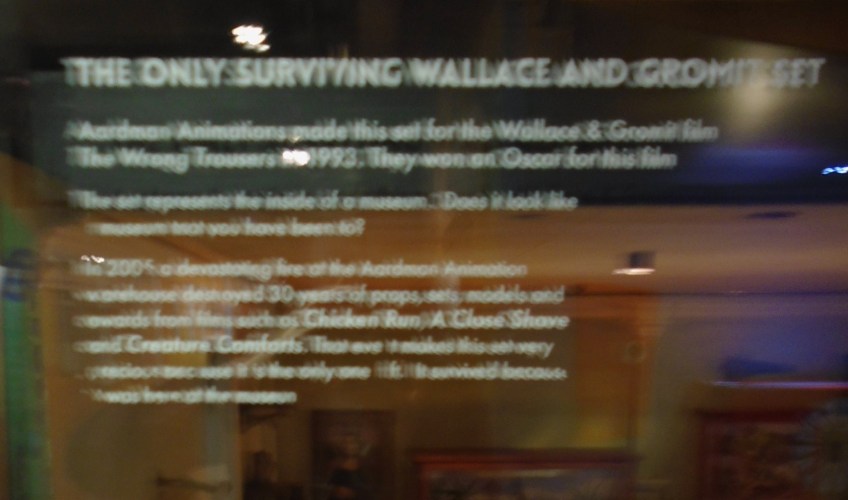 THE ONLY SURVIVING WALLACE AND GROMIT SET
Aardman Animations made this set for the Wallace & Gromit film
The Wrong Trousers in 1993. They won an Oscar for this film
The set represents the inside of a museum. Does it look like
museum that you have been to?
In 2005 a devastating fire at the Aardman Animation
warehouse destroyed 30 years of props, sets, models and
awards from films such as Chicken Run, A Close Shave
and Creature Comforts. That event makes this set very
precious because it is the only one left. It survived because
it was here at the museum